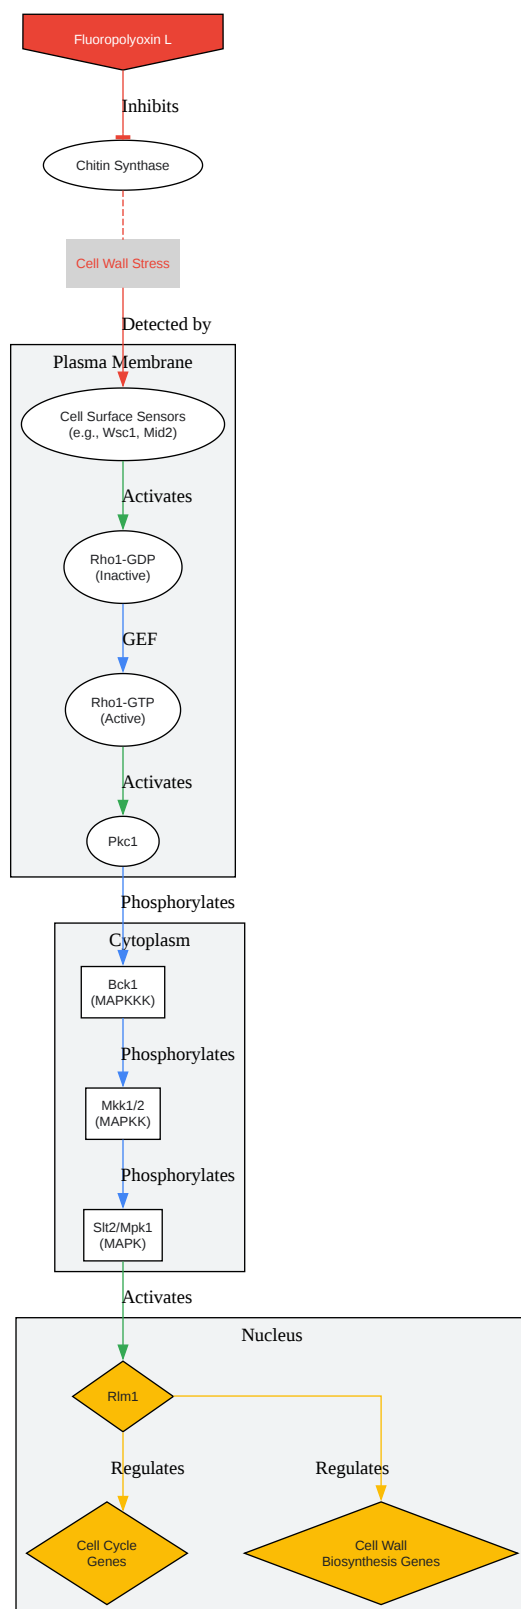 Fluoropolyoxin L
Inhibits
Chitin Synthase
Cell Wall Stress
Detected by
Plasma Membrane
Cell Surface Sensors
(e.g., Wsc1, Mid2)
Activates
Rho1-GDP
(Inactive)
GEF
Rho1-GTP
(Active)
Activates
Pkc1
Phosphorylates
Cytoplasm
Bck1
(MAPKKK)
Phosphorylates
Mkk1/2
(MAPKK)
Phosphorylates
Slt2/Mpk1
(MAPK)
Activates
Nucleus
Rlm1
Regulates
Regulates
Cell Cycle
Genes
Cell Wall
Biosynthesis Genes